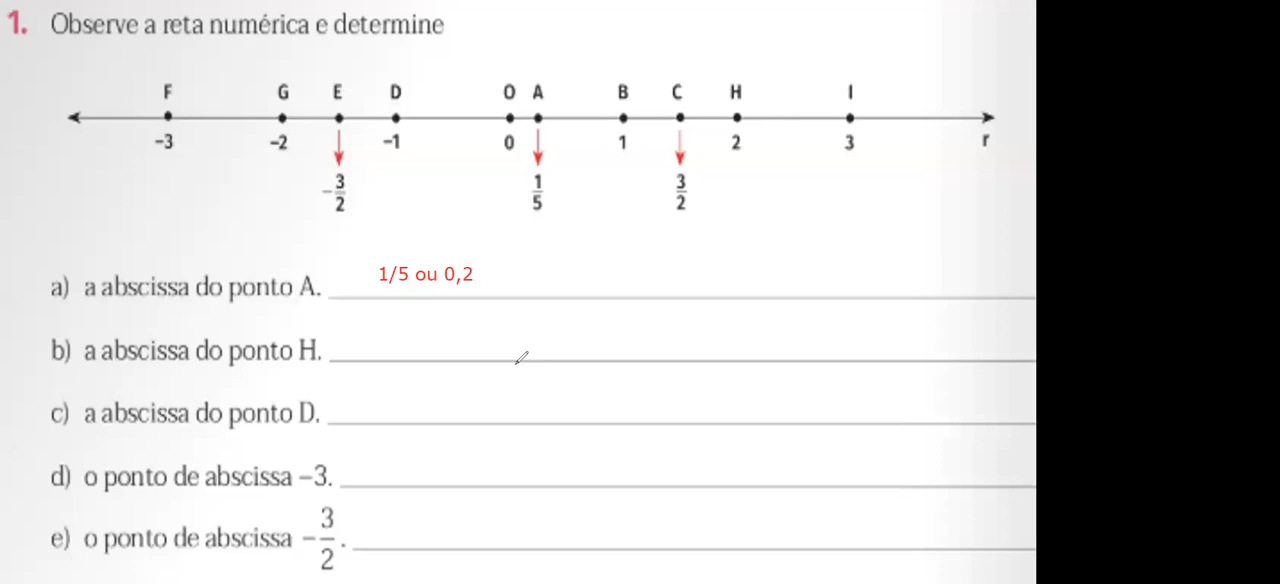 1. Observe a reta numérica e determine
F G E D O A B C H I
−3 −2 −1 0 1 2 3 r
−3/2 1/5 3/2
1/5 ou 0,2
a) a abscissa do ponto A.
b) a abscissa do ponto H.
c) a abscissa do ponto D.
d) o ponto de abscissa −3.
e) o ponto de abscissa −3/2.